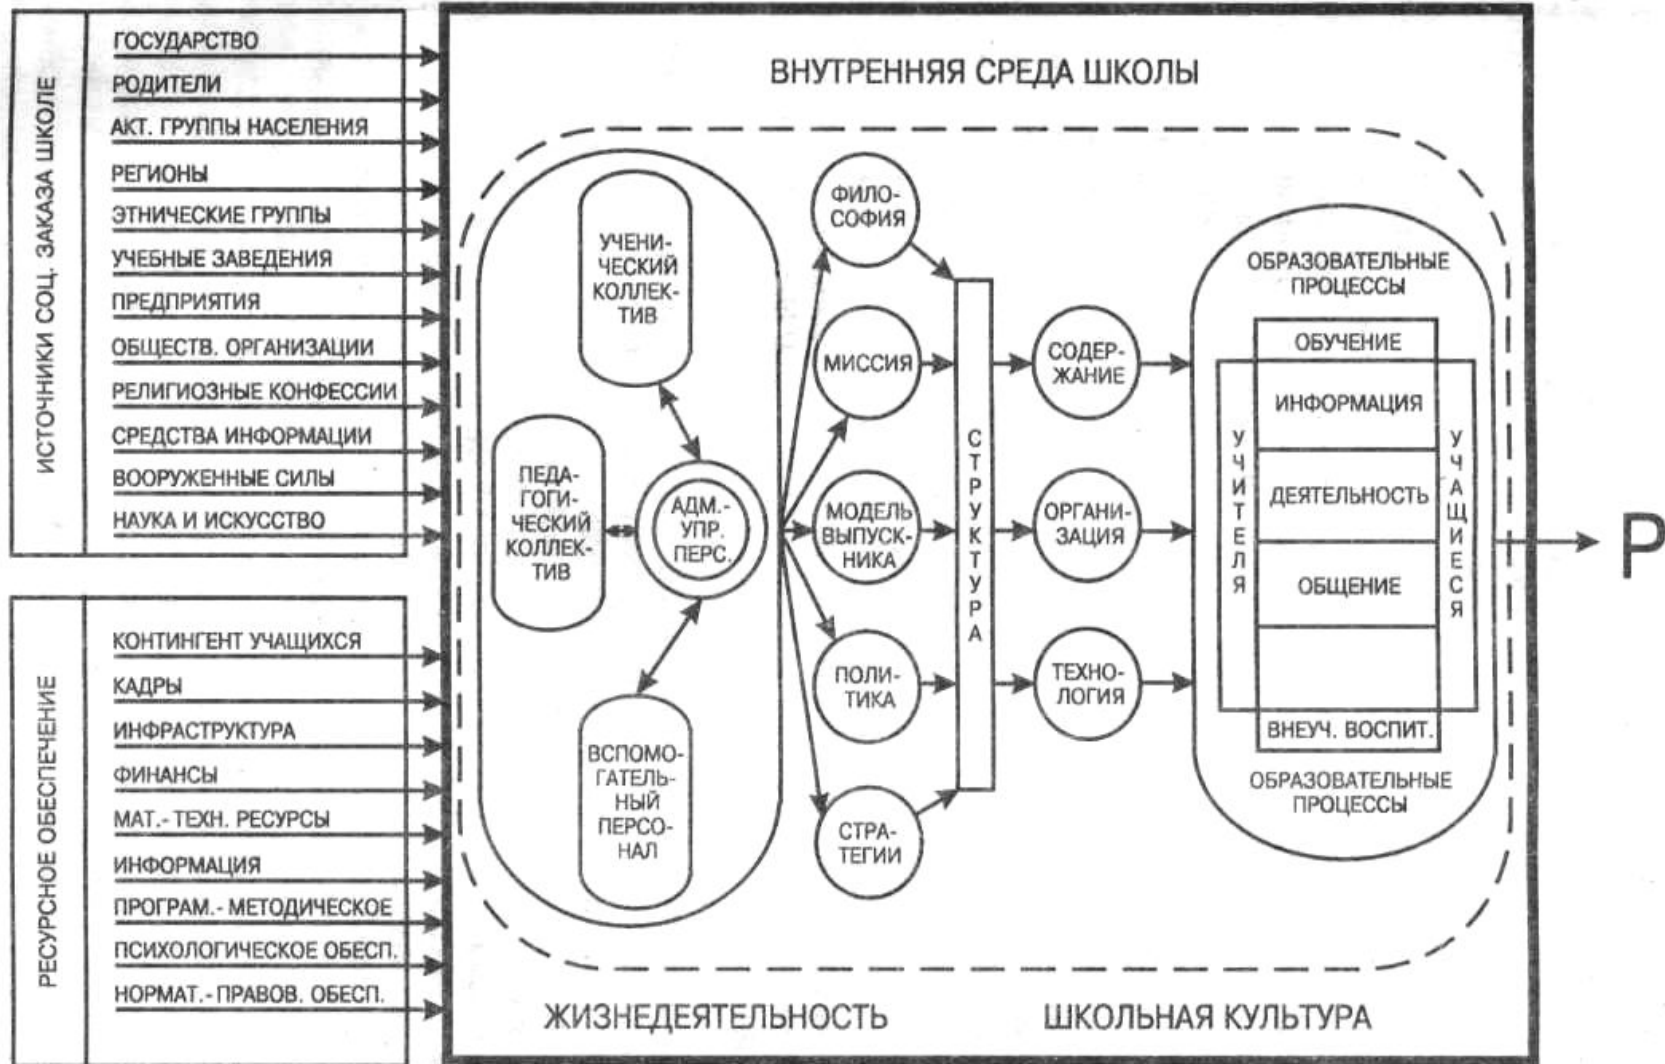 ИСТОЧНИКИ СОЦ. ЗАКАЗА ШКОЛЕ
ГОСУДАРСТВО
РОДИТЕЛИ
АКТ. ГРУППЫ НАСЕЛЕНИЯ
РЕГИОНЫ
ЭТНИЧЕСКИЕ ГРУППЫ
УЧЕБНЫЕ ЗАВЕДЕНИЯ
ПРЕДПРИЯТИЯ
ОБЩЕСТВ. ОРГАНИЗАЦИИ
РЕЛИГИОЗНЫЕ КОНФЕССИИ
СРЕДСТВА ИНФОРМАЦИИ
ВООРУЖЕННЫЕ СИЛЫ
НАУКА И ИСКУССТВО
РЕСУРСНОЕ ОБЕСПЕЧЕНИЕ
КОНТИНГЕНТ УЧАЩИХСЯ
КАДРЫ
ИНФРАСТРУКТУРА
ФИНАНСЫ
МАТ.- ТЕХН. РЕСУРСЫ
ИНФОРМАЦИЯ
ПРОГРАМ.- МЕТОДИЧЕСКОЕ
ПСИХОЛОГИЧЕСКОЕ ОБЕСП.
НОРМАТ.- ПРАВОВ. ОБЕСП.
ВНУТРЕННЯЯ СРЕДА ШКОЛЫ
УЧЕНИ-
ЧЕСКИЙ
КОЛЛЕК-
ТИВ
ПЕДА-
ГОГИ-
ЧЕСКИЙ
КОЛЛЕК-
ТИВ
АДМ.-
УПР.
ПЕРС.
ВСПОМО-
ГАТЕЛЬ-
НЫЙ
ПЕРСО-
НАЛ
ФИЛО-
СОФИЯ
МИССИЯ
МОДЕЛЬ
ВЫПУСК-
НИКА
ПОЛИ-
ТИКА
СТРА-
ТЕГИИ
СТРУКТУРА
СОДЕР-
ЖАНИЕ
ОРГАНИ-
ЗАЦИЯ
ТЕХНО-
ЛОГИЯ
ОБРАЗОВАТЕЛЬНЫЕ
ПРОЦЕССЫ
ОБУЧЕНИЕ
УЧИТЕЛЯ
ИНФОРМАЦИЯ
ДЕЯТЕЛЬНОСТЬ
ОБЩЕНИЕ
УЧАЩИЕСЯ
ВНЕУЧ. ВОСПИТ.
ОБРАЗОВАТЕЛЬНЫЕ
ПРОЦЕССЫ
Р
ЖИЗНЕДЕЯТЕЛЬНОСТЬ
ШКОЛЬНАЯ КУЛЬТУРА